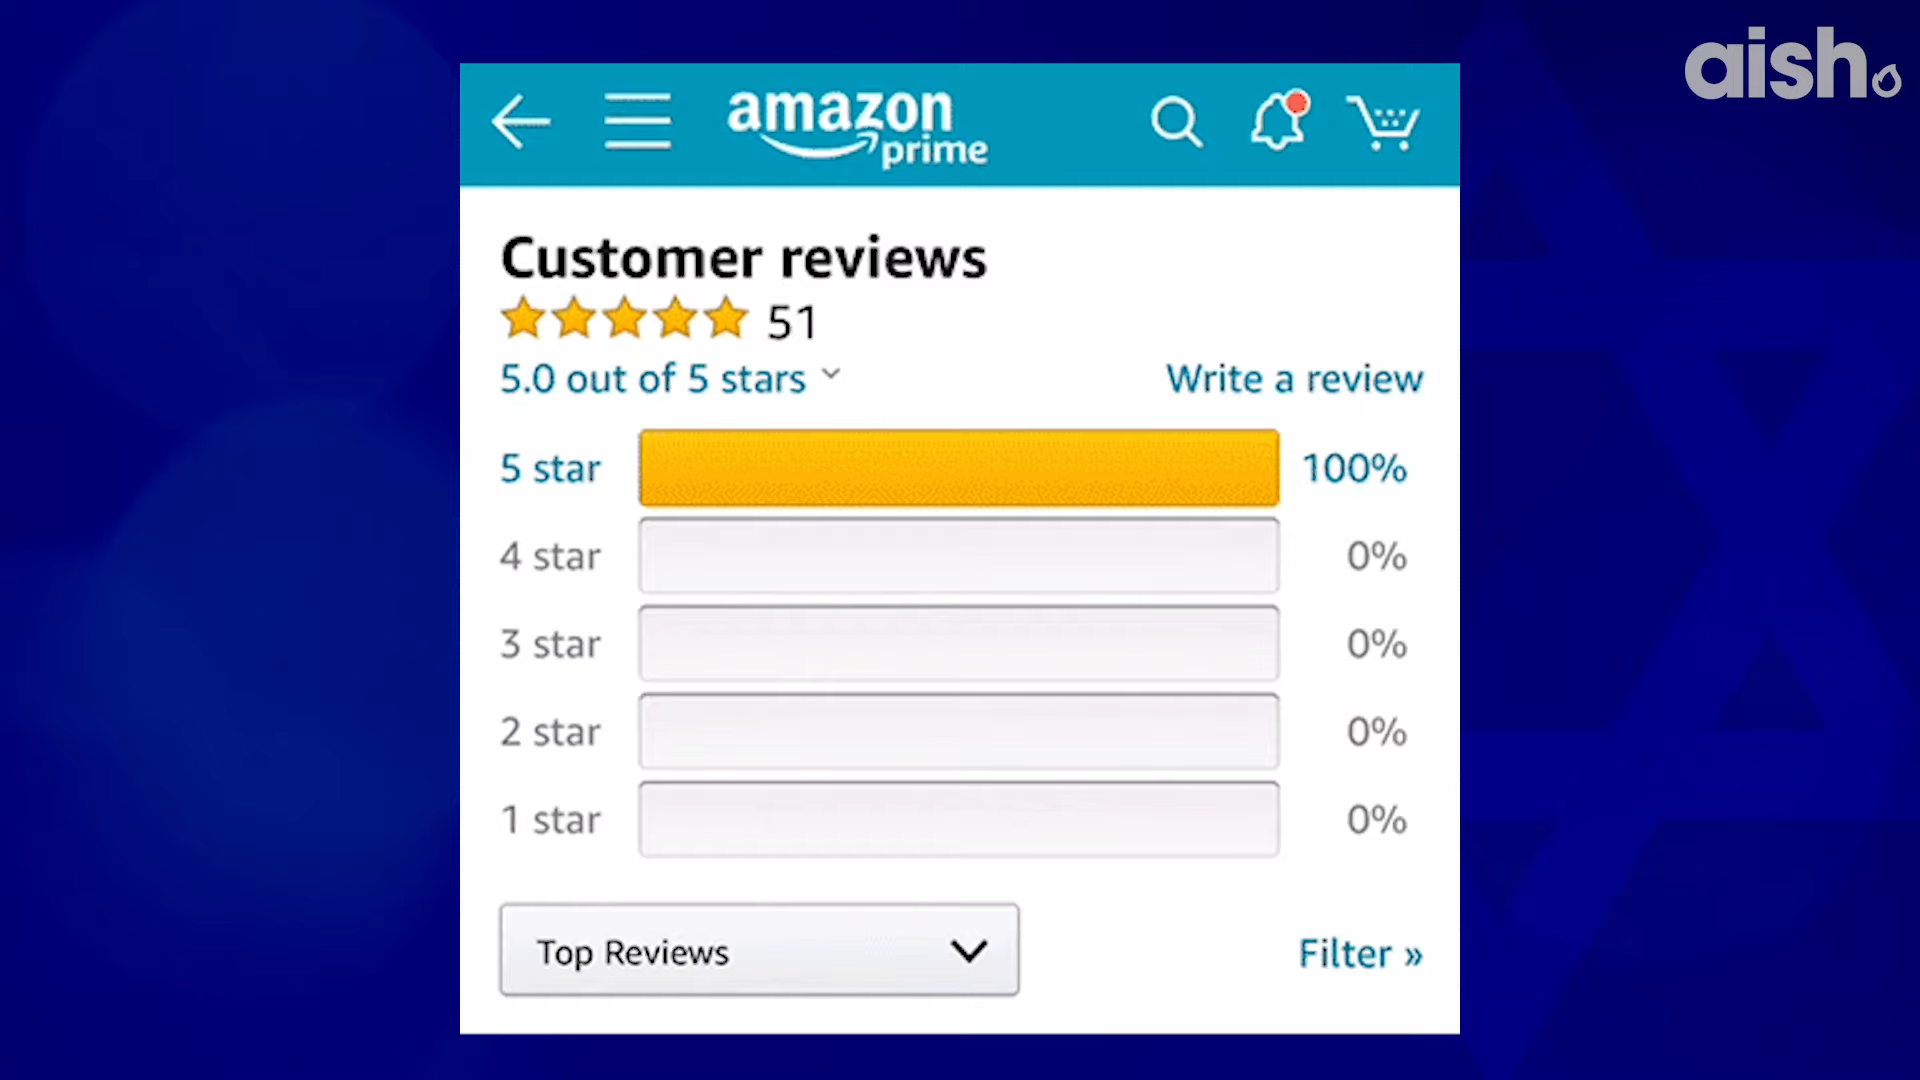 aish
amazon
prime
Customer reviews
51
5.0 out of 5 stars
Write a review
5 star 100%
4 star 0%
3 star 0%
2 star 0%
1 star 0%
Top Reviews
Filter »